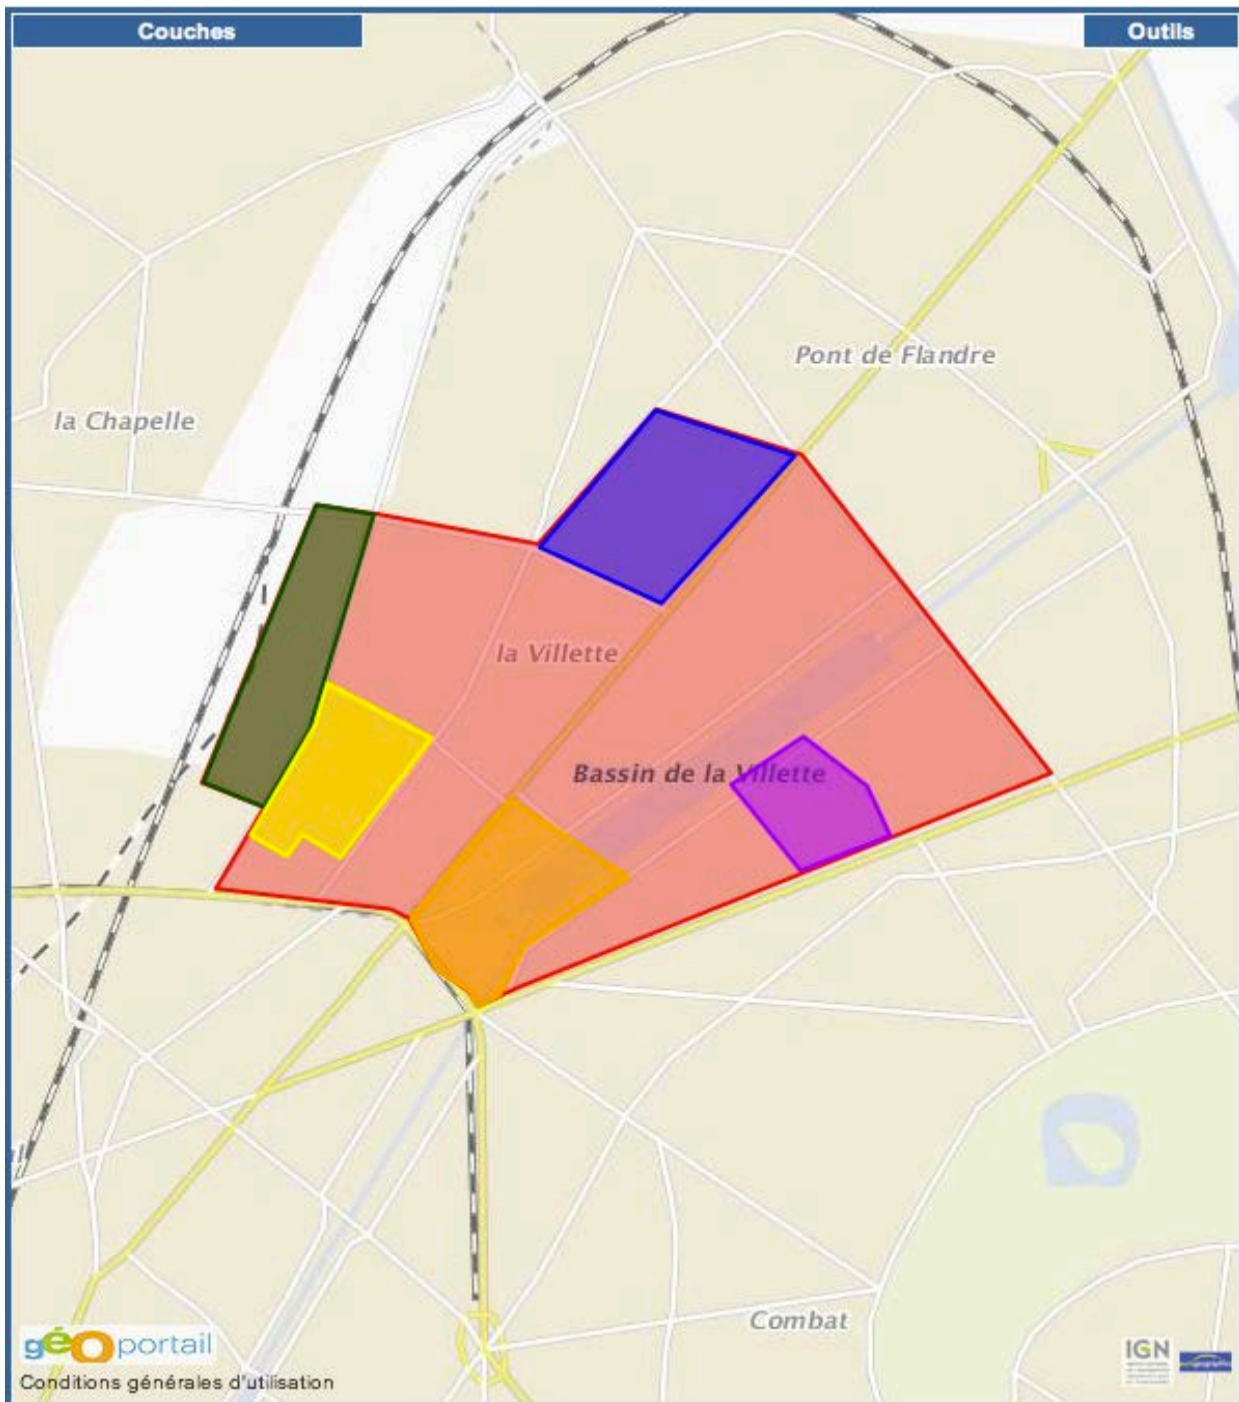 Couches
Outils
Pont de Flandre
la Chapelle
la Villette
Bassin de la Villette
Combat
géoportail
IGN
Conditions générales d'utilisation